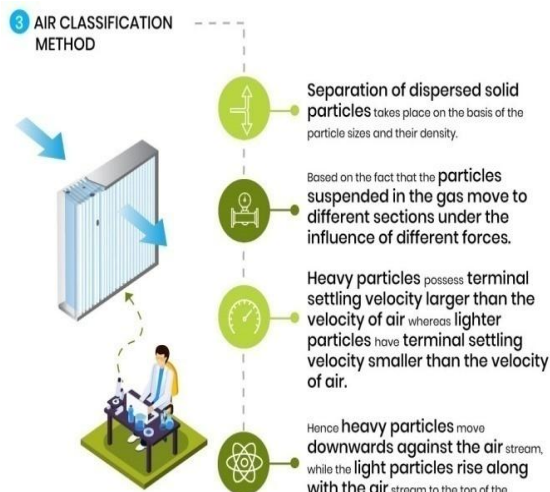 3 AIR CLASSIFICATION
METHOD
Separation of dispersed solid
particles takes place on the basis of the
particle sizes and their density.
Based on the fact that the particles
suspended in the gas move to
different sections under the
influence of different forces.
Heavy particles possess terminal
settling velocity larger than the
velocity of air whereas lighter
particles have terminal settling
velocity smaller than the velocity
of air.
Hence heavy particles move
downwards against the air stream,
while the light particles rise along
with the air stream to the top of the